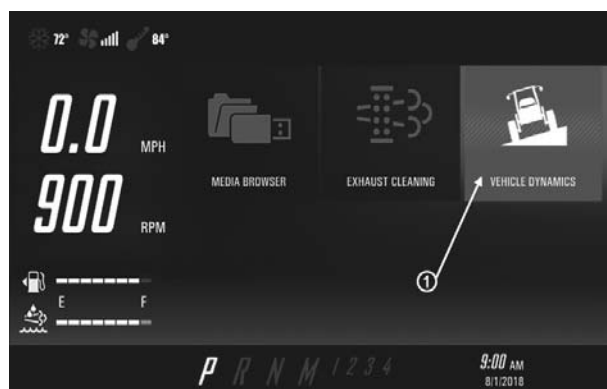 72° 84°
0.0 MPH
MEDIA BROWSER EXHAUST CLEANING VEHICLE DYNAMICS
900 RPM
1
E F
P R N M 1 2 3 4 9:00 AM
8/1/2018